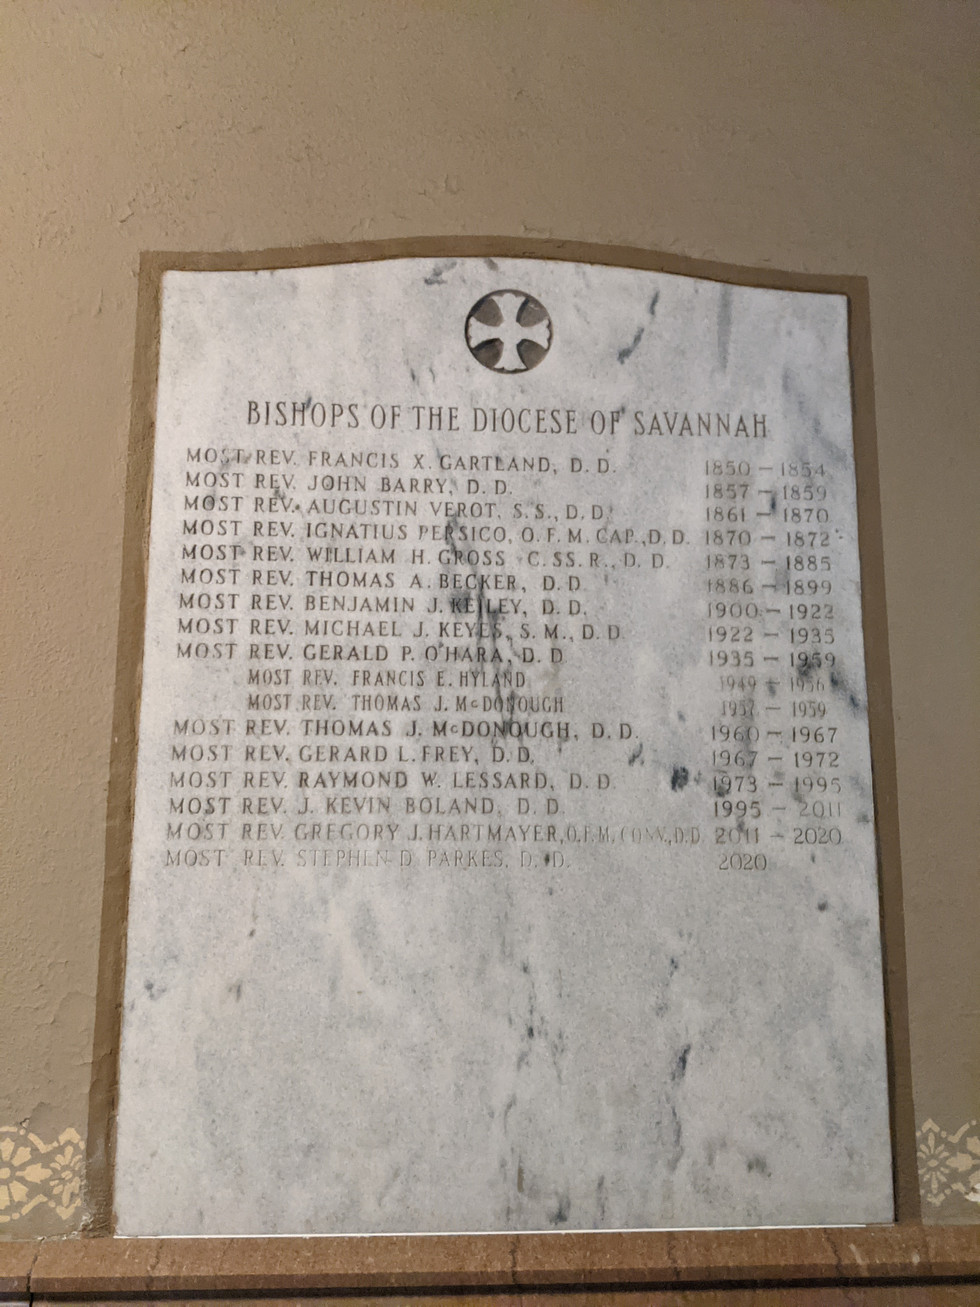 BISHOPS OF THE DIOCESE OF SAVANNAH
MOST REV. FRANCIS X. GARTLAND, D. D. 1850 – 1854
MOST REV. JOHN BARRY, D. D. 1857 – 1859
MOST REV. AUGUSTIN VEROT, S. S., D. D. 1861 – 1870
MOST REV. IGNATIUS PERSICO, O. F. M. CAP., D. D. 1870 – 1872
MOST REV. WILLIAM H. GROSS C. SS. R., D. D. 1873 – 1885
MOST REV. THOMAS A. BECKER, D. D. 1886 – 1899
MOST REV. BENJAMIN J. KEILEY, D. D. 1900 – 1922
MOST REV. MICHAEL J. KEYES, S. M., D. D. 1922 – 1935
MOST REV. GERALD P. O'HARA, D. D. 1935 – 1959
MOST REV. FRANCIS E. HYLAND 1949 – 1956
MOST REV. THOMAS J. McDONOUGH 1957 – 1959
MOST REV. THOMAS J. McDONOUGH, D. D. 1960 – 1967
MOST REV. GERARD L. FREY, D. D. 1967 – 1972
MOST REV. RAYMOND W. LESSARD, D. D. 1973 – 1995
MOST REV. J. KEVIN BOLAND, D. D. 1995 – 2011
MOST REV. GREGORY J. HARTMAYER, O.F.M. CONV., D.D. 2011 – 2020
MOST REV. STEPHEN D. PARKES, D. D. 2020